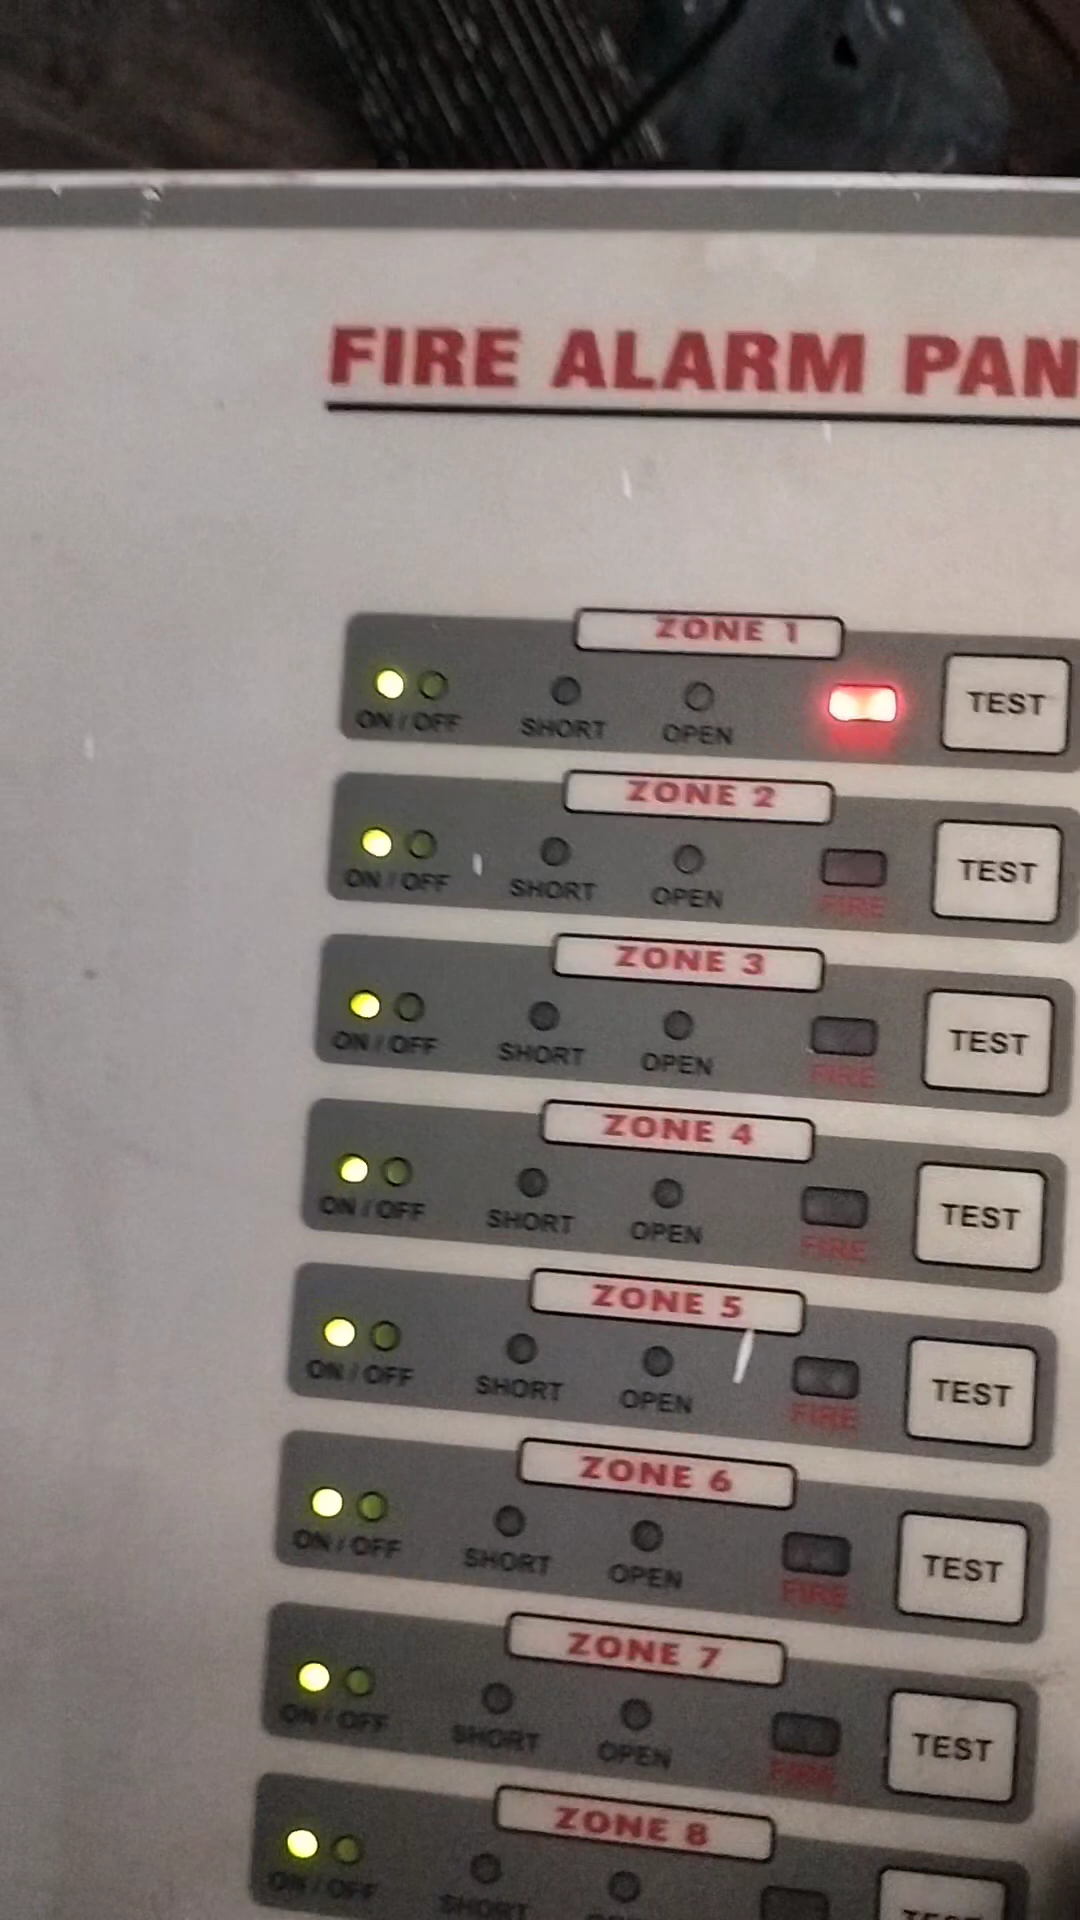 FIRE ALARM PAN
ZONE 1
ON / OFF SHORT OPEN TEST
ZONE 2
ON / OFF SHORT OPEN FIRE TEST
ZONE 3
ON / OFF SHORT OPEN FIRE TEST
ZONE 4
ON / OFF SHORT OPEN FIRE TEST
ZONE 5
ON / OFF SHORT OPEN FIRE TEST
ZONE 6
ON / OFF SHORT OPEN FIRE TEST
ZONE 7
ON / OFF SHORT OPEN FIRE TEST
ZONE 8
ON / OFF SHORT OPEN TEST